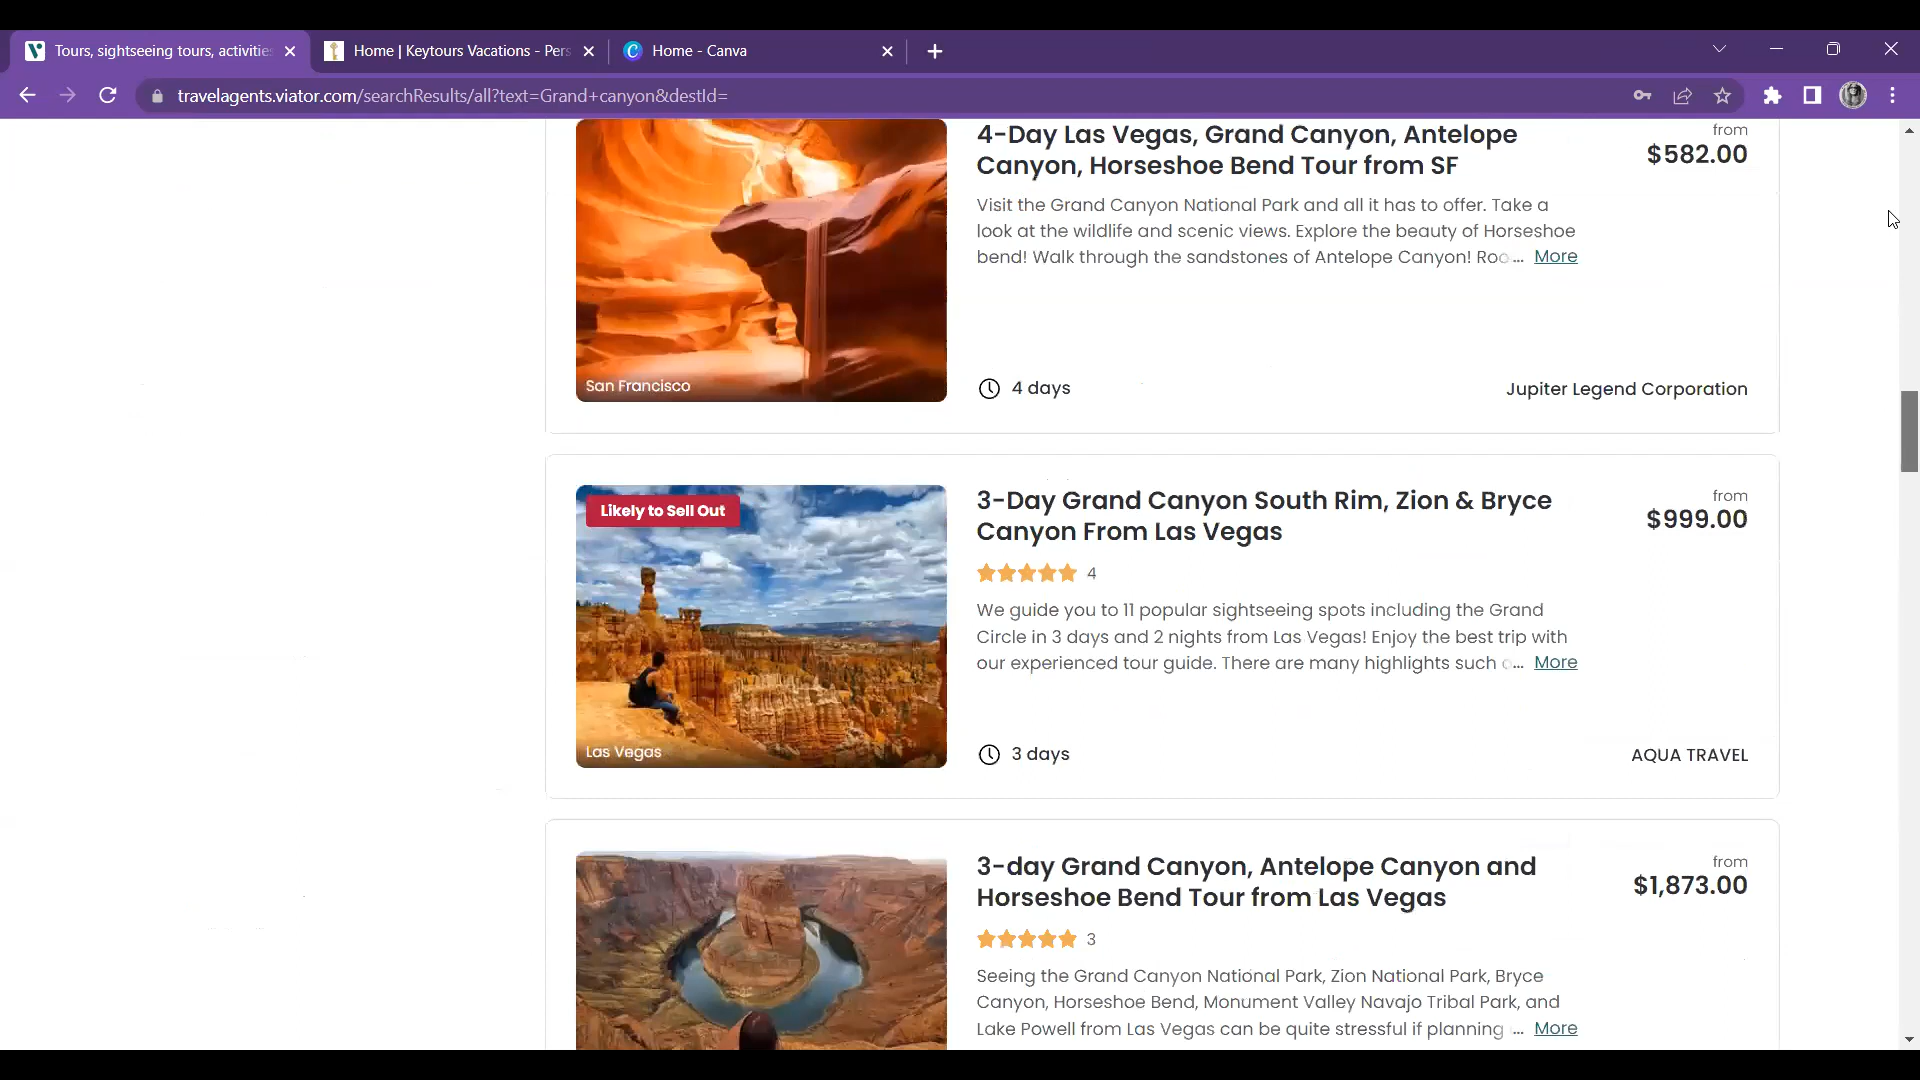 Tours, sightseeing tours, activitie
Home | Keytours Vacations - Pers
Home - Canva
travelagents.viator.com/searchResults/all?text=Grand+canyon&destId=
4-Day Las Vegas, Grand Canyon, Antelope
Canyon, Horseshoe Bend Tour from SF
from
$582.00
Visit the Grand Canyon National Park and all it has to offer. Take a
look at the wildlife and scenic views. Explore the beauty of Horseshoe
bend! Walk through the sandstones of Antelope Canyon! Roo... More
San Francisco
4 days
Jupiter Legend Corporation
Likely to Sell Out
3-Day Grand Canyon South Rim, Zion & Bryce
Canyon From Las Vegas
from
$999.00
4
We guide you to 11 popular sightseeing spots including the Grand
Circle in 3 days and 2 nights from Las Vegas! Enjoy the best trip with
our experienced tour guide. There are many highlights such ... More
Las Vegas
3 days
AQUA TRAVEL
3-day Grand Canyon, Antelope Canyon and
Horseshoe Bend Tour from Las Vegas
from
$1,873.00
3
Seeing the Grand Canyon National Park, Zion National Park, Bryce
Canyon, Horseshoe Bend, Monument Valley Navajo Tribal Park, and
Lake Powell from Las Vegas can be quite stressful if planning ... More